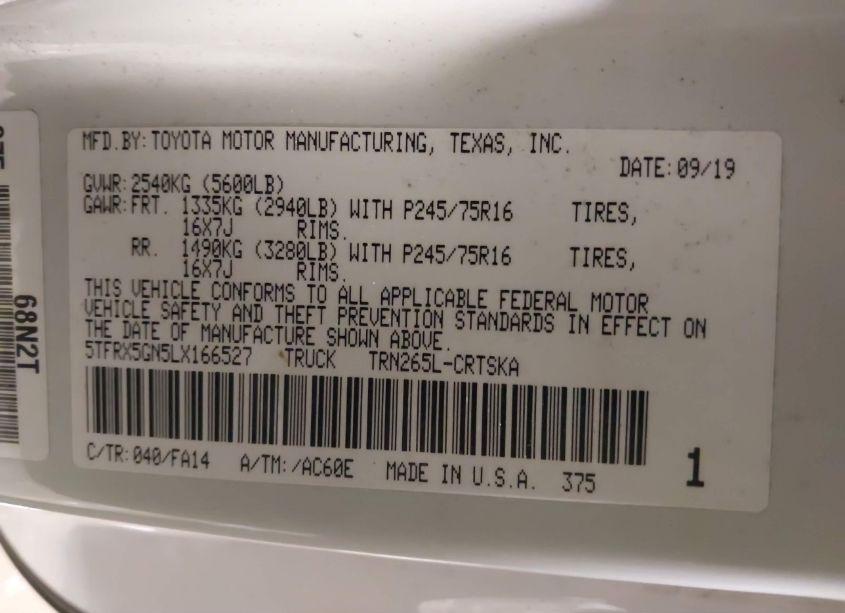 MFD.BY:TOYOTA MOTOR MANUFACTURING, TEXAS, INC.
DATE:09/19
GVWR:2540KG (5600LB)
GAWR:FRT. 1335KG (2940LB) WITH P245/75R16 TIRES,
16X7J RIMS.
RR. 1490KG (3280LB) WITH P245/75R16 TIRES,
16X7J RIMS.
THIS VEHICLE CONFORMS TO ALL APPLICABLE FEDERAL MOTOR
VEHICLE SAFETY AND THEFT PREVENTION STANDARDS IN EFFECT ON
THE DATE OF MANUFACTURE SHOWN ABOVE.
5TFRX5GN5LX166527 TRUCK TRN265L-CRTSKA
C/TR:040/FA14 A/TM:/AC60E MADE IN U.S.A. 375
1
68N2T